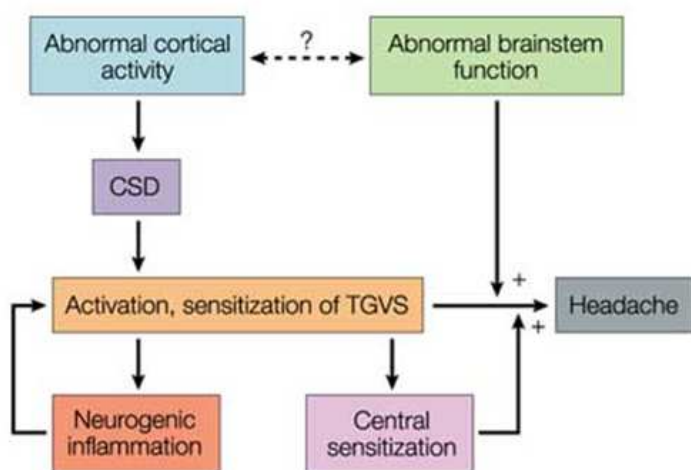 Abnormal cortical
activity
?
Abnormal brainstem
function
CSD
Activation, sensitization of TGVS
+
+
Headache
Neurogenic
inflammation
Central
sensitization